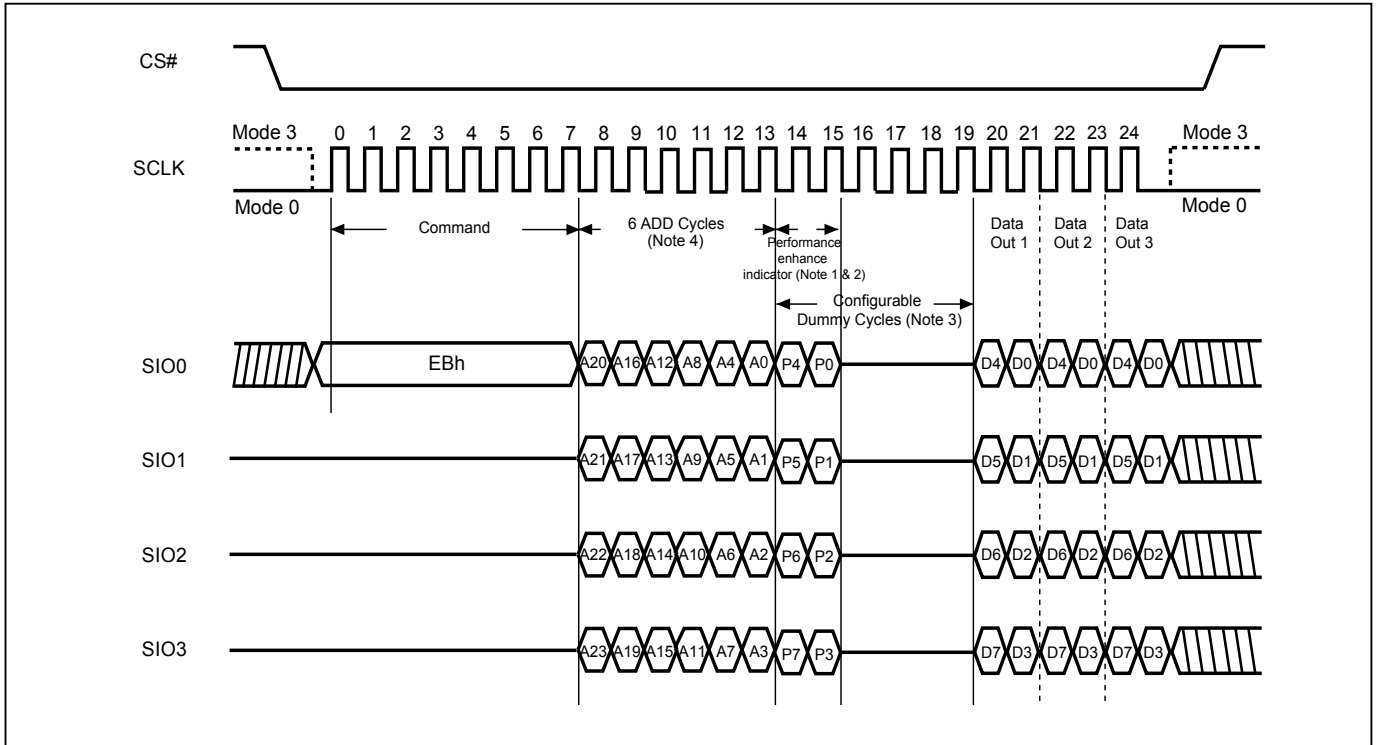 CS#
Mode 3 0 1 2 3 4 5 6 7 8 9 10 11 12 13 14 15 16 17 18 19 20 21 22 23 24 Mode 3
SCLK
Mode 0 Mode 0
Command
6 ADD Cycles
(Note 4)
Performance
enhance
indicator (Note 1 & 2)
Data
Out 1
Data
Out 2
Data
Out 3
Configurable
Dummy Cycles (Note 3)
SIO0 EBh A20 A16 A12 A8 A4 A0 P4 P0 D4 D0 D4 D0 D4 D0
SIO1 A21 A17 A13 A9 A5 A1 P5 P1 D5 D1 D5 D1 D5 D1
SIO2 A22 A18 A14 A10 A6 A2 P6 P2 D6 D2 D6 D2 D6 D2
SIO3 A23 A19 A15 A11 A7 A3 P7 P3 D7 D3 D7 D3 D7 D3